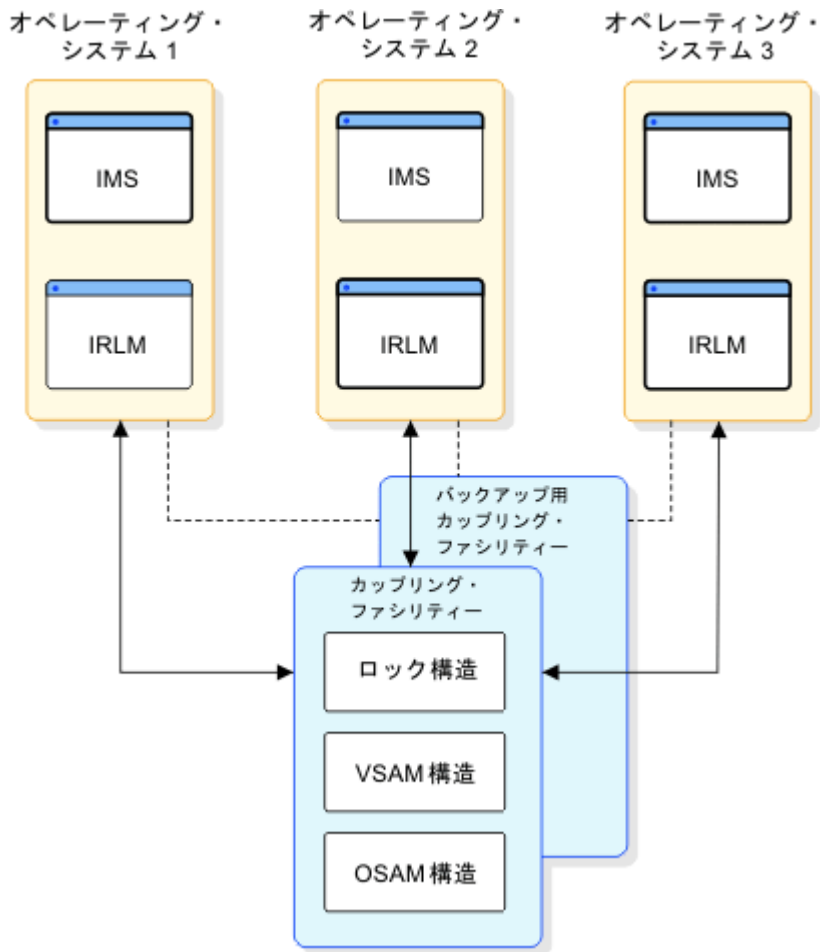 オペレーティング・
システム 1
オペレーティング・
システム 2
オペレーティング・
システム 3
IMS
IMS
IMS
IRLM
IRLM
IRLM
バックアップ用
カップリング・
ファシリティー
カップリング・
ファシリティー
ロック構造
VSAM 構造
OSAM 構造